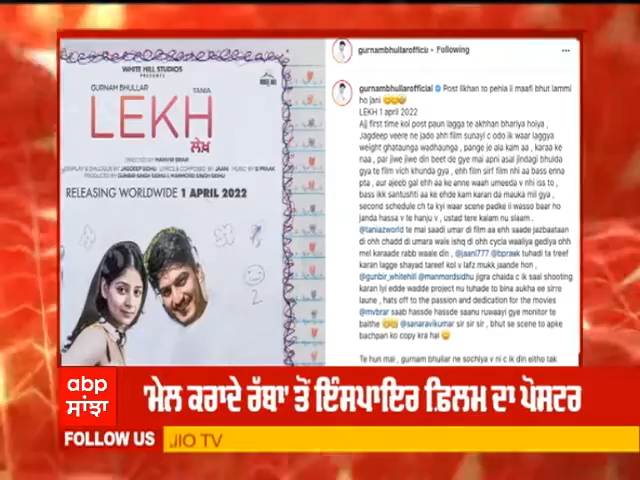 WHITE HILL STUDIOS
PRESENTS
GURNAM BHULLAR
TANIA
LEKH
ਲੇਖ਼
DIRECTED BY MANVIR BRAR
RELEASING WORLDWIDE 1 APRIL 2022
gurnambhullarofficial • Following
gurnambhullarofficial Post likhan to pehla ii maafi bhut lammi
ho jani
LEKH 1 april 2022
Ajj first time koi post paun lagga te akhhan bhariya hoiya ,
Jagdeep veere ne jado ahh film sunayi c odo ik waar laggya
weight ghataunga wadhaunga , pange je ala kam aa , karaa ke
naa , par jiwe jiwe din beet de gye mai apni asal jindagi bhulda
gya te film vich khunda gya , ehh film sirf film nhi aa bass enna
pta , aur ajeeb gal ehh aa ke enne waah umeeda v nhi iss to ,
bass ikk santushti aa ke ehde kam karan da mauka mil gya ,
second schedule ch ta kyi waar scene padke ii wasso baar ho
janda hassa v te hanju v , ustad tere kalam nu slaam .
@taniazworld te mai saadi umar di film aa ehh saade jazbaataan
di ohh chadd di umara wale ishq di ohh cycla waaliya gediya ohh
mel karaade rabb waale din , @jaani777 @bpraak tuhadi ta treef
karan lagge shayad tareef koi v lafz mukk jaande hon ,
@gunbir_whitehill @manmordsidhu jigra chaida c ik saal shooting
karan lyi edde wadde project nu tuhade to bina aukha ee sirre
laune , hats off to the passion and dedication for the movies
@mvbrar saab hassde hassde saanu ruwaayi gye monitor te
baithe @sanaravikumar sir sir sir , bhut se scene to apke
bachpan ko copy kra hai
Te hun mai , gurnam bhullar ne sochiya v ni c ik din eitho tak
abp
ਸਾਂਝਾ
'ਮੇਲ ਕਰਾਦੇ ਰੱਬਾ' ਤੋਂ ਇੰਸਪਾਇਰ ਫ਼ਿਲਮ ਦਾ ਪੋਸਟਰ
FOLLOW US
JIO TV